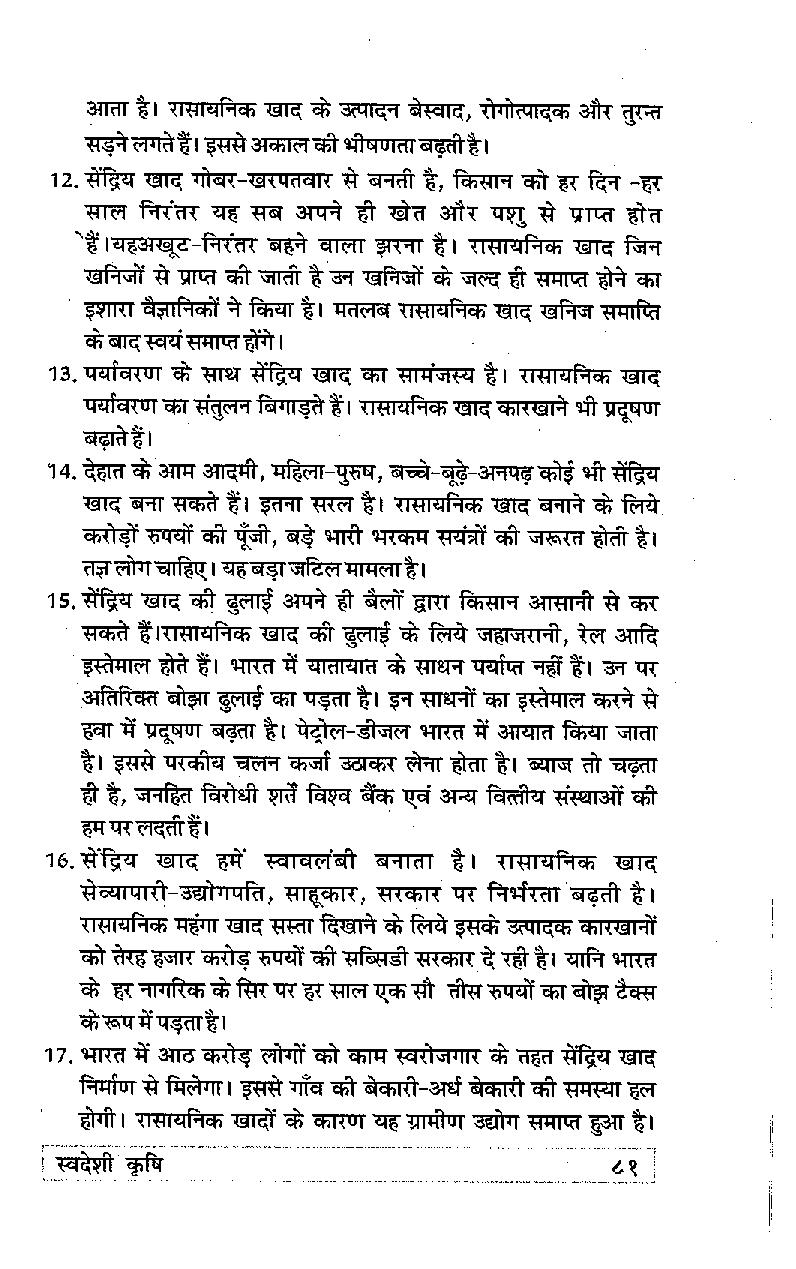 आता है। रासायनिक खाद के उत्पादन बेस्वाद, रोगोत्पादक और तुरन्त
सड़ने लगते हैं। इससे अकाल की भीषणता बढ़ती है।
12. सेंद्रिय खाद गोबर-खरपतवार से बनती है, किसान को हर दिन -हर
साल निरंतर यह सब अपने ही खेत और पशु से प्राप्त होत
हैं।यहअखूट-निरंतर बहने वाला झरना है। रासायनिक खाद जिन
खनिजों से प्राप्त की जाती है उन खनिजों के जल्द ही समाप्त होने का
इशारा वैज्ञानिकों ने किया है। मतलब रासायनिक खाद खनिज समाप्ति
के बाद स्वयं समाप्त होंगे।
13. पर्यावरण के साथ सेंद्रिय खाद का सामंजस्य है। रासायनिक खाद
पर्यावरण का संतुलन बिगाड़ते हैं। रासायनिक खाद कारखाने भी प्रदूषण
बढ़ाते हैं।
14. देहात के आम आदमी, महिला-पुरुष, बच्चे-बूढ़े-अनपढ़ कोई भी सेंद्रिय
खाद बना सकते हैं। इतना सरल है। रासायनिक खाद बनाने के लिये
करोड़ों रुपयों की पूँजी, बड़े भारी भरकम सयंत्रों की जरूरत होती है।
तज्ञ लोग चाहिए। यह बड़ा जटिल मामला है।
15. सेंद्रिय खाद की ढुलाई अपने ही बैलों द्वारा किसान आसानी से कर
सकते हैं।रासायनिक खाद की ढुलाई के लिये जहाजरानी, रेल आदि
इस्तेमाल होते हैं। भारत में यातायात के साधन पर्याप्त नहीं हैं। उन पर
अतिरिक्त बोझा ढुलाई का पड़ता है। इन साधनों का इस्तेमाल करने से
हवा में प्रदूषण बढ़ता है। पेट्रोल-डीजल भारत में आयात किया जाता
है। इससे परकीय चलन कर्जा उठाकर लेना होता है। ब्याज तो चढ़ता
ही है, जनहित विरोधी शर्तें विश्व बैंक एवं अन्य वित्तीय संस्थाओं की
हम पर लदती हैं।
16. सेंद्रिय खाद हमें स्वावलंबी बनाता है। रासायनिक खाद
सेव्यापारी-उद्योगपति, साहूकार, सरकार पर निर्भरता बढ़ती है।
रासायनिक महंगा खाद सस्ता दिखाने के लिये इसके उत्पादक कारखानों
को तेरह हजार करोड़ रुपयों की सब्सिडी सरकार दे रही है। यानि भारत
के हर नागरिक के सिर पर हर साल एक सौ तीस रुपयों का बोझ टैक्स
के रूप में पड़ता है।
17. भारत में आठ करोड़ लोगों को काम स्वरोजगार के तहत सेंद्रिय खाद
निर्माण से मिलेगा। इससे गाँव की बेकारी-अर्ध बेकारी की समस्या हल
होगी। रासायनिक खादों के कारण यह ग्रामीण उद्योग समाप्त हुआ है।
स्वदेशी कृषि ८१